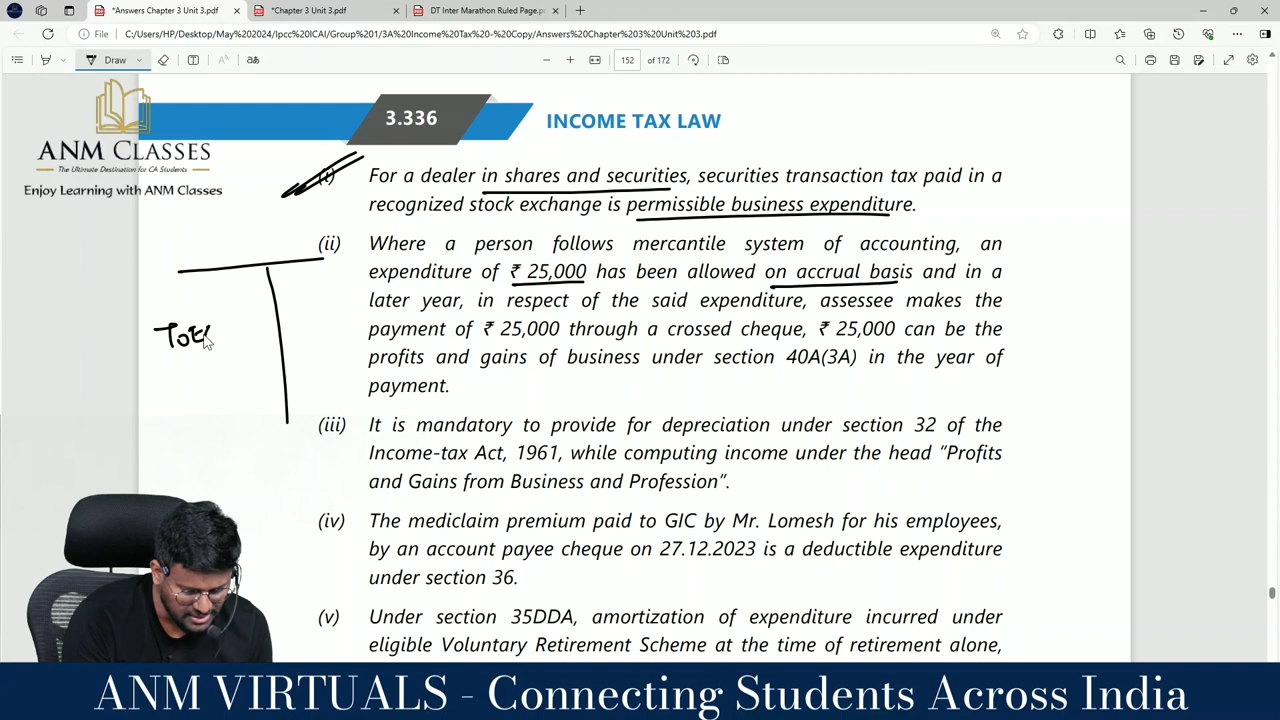 *Answers Chapter 3 Unit 3.pdf
*Chapter 3 Unit 3.pdf
DT Inter Marathon Ruled Page.p
File
C:/Users/HP/Desktop/May%202024/Ipcc%20ICAI/Group%201/3A%20Income%20Tax%20-%20Copy/Answers%20Chapter%203%20Unit%203.pdf
Draw
152
of 172
3.336
INCOME TAX LAW
ANM CLASSES
The Ultimate Destination for CA Students
Enjoy Learning with ANM Classes
(i) For a dealer in shares and securities, securities transaction tax paid in a
recognized stock exchange is permissible business expenditure.
(ii) Where a person follows mercantile system of accounting, an
expenditure of ₹ 25,000 has been allowed on accrual basis and in a
later year, in respect of the said expenditure, assessee makes the
payment of ₹ 25,000 through a crossed cheque, ₹ 25,000 can be the
profits and gains of business under section 40A(3A) in the year of
payment.
(iii) It is mandatory to provide for depreciation under section 32 of the
Income-tax Act, 1961, while computing income under the head “Profits
and Gains from Business and Profession”.
(iv) The mediclaim premium paid to GIC by Mr. Lomesh for his employees,
by an account payee cheque on 27.12.2023 is a deductible expenditure
under section 36.
(v) Under section 35DDA, amortization of expenditure incurred under
eligible Voluntary Retirement Scheme at the time of retirement alone,
ANM VIRTUALS - Connecting Students Across India